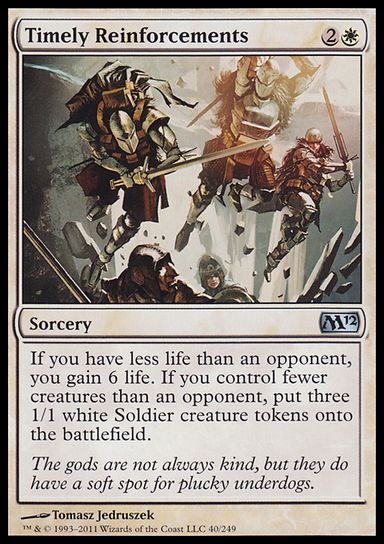 Timely Reinforcements 2
Sorcery M12
If you have less life than an opponent,
you gain 6 life. If you control fewer
creatures than an opponent, put three
1/1 white Soldier creature tokens onto
the battlefield.
The gods are not always kind, but they do
have a soft spot for plucky underdogs.
Tomasz Jedruszek
™ & © 1993–2011 Wizards of the Coast LLC 40/249